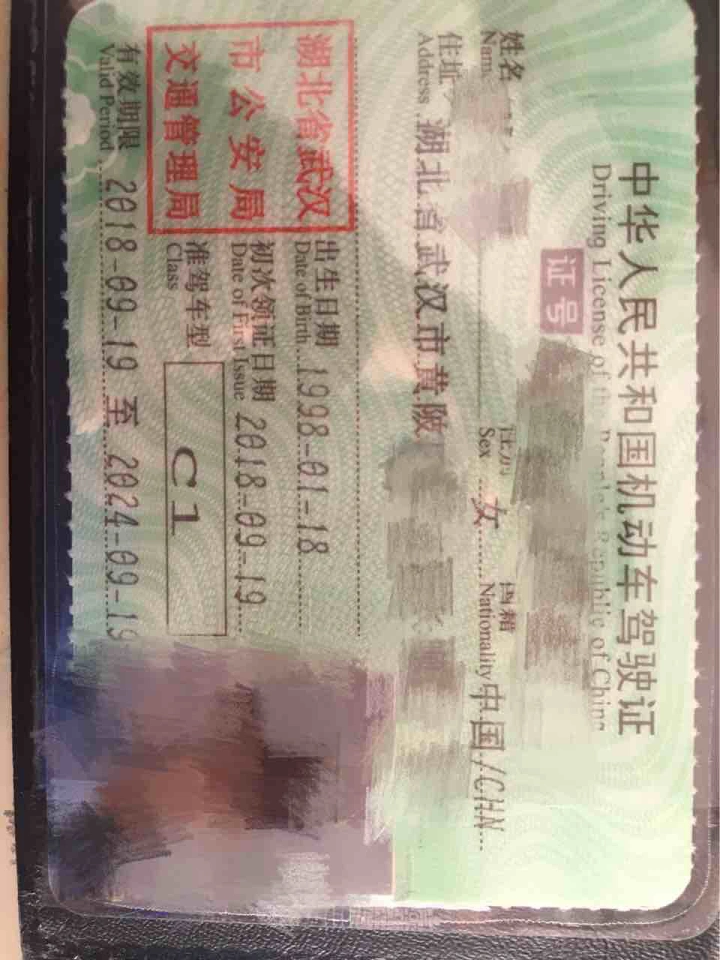 中华人民共和国机动车驾驶证
Driving License of the People's Republic of China
证号
姓名
Name
性别
Sex 女
国籍
Nationality 中国/CHN
住址
Address 湖北省武汉市黄陂
湖北省武汉
市公安局
交通管理局
出生日期
Date of Birth 1998-01-18
初次领证日期
Date of First Issue 2018-09-19
准驾车型
Class C1
有效期限
Valid Period 2018-09-19 至 2024-09-19